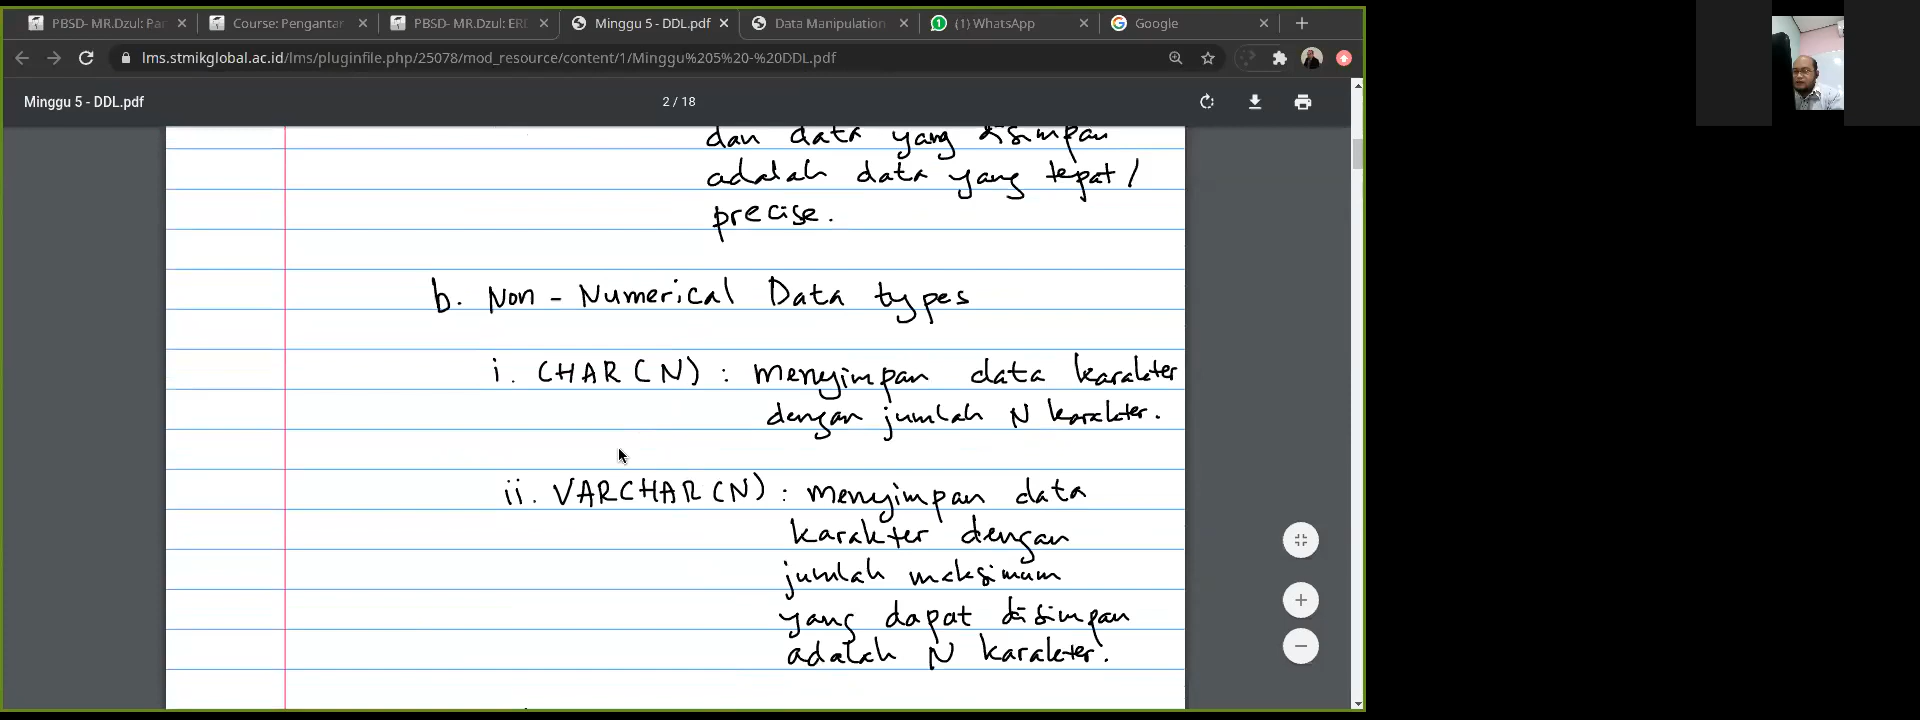 PBSD- MR.Dzul: Par
Course: Pengantar
PBSD- MR.Dzul: ERD
Minggu 5 - DDL.pdf
Data Manipulation
(1) WhatsApp
Google
lms.stmikglobal.ac.id/lms/pluginfile.php/25078/mod_resource/content/1/Minggu%205%20-%20DDL.pdf
Minggu 5 - DDL.pdf
2 / 18
dan data yang disimpan
adalah data yang tepat /
precise.
b. Non - Numerical Data types
i. CHAR(N) : menyimpan data karakter
dengan jumlah N karakter.
ii. VARCHAR(N) : menyimpan data
karakter dengan
jumlah maksimum
yang dapat disimpan
adalah N karakter.